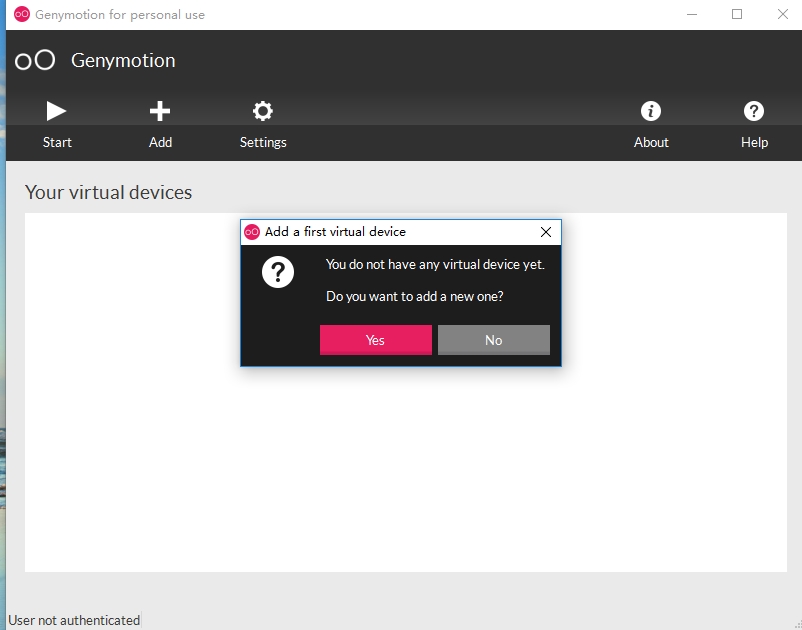 Genymotion for personal use
Genymotion
Start Add Settings About Help
Your virtual devices
Add a first virtual device
You do not have any virtual device yet.
Do you want to add a new one?
Yes No
User not authenticated